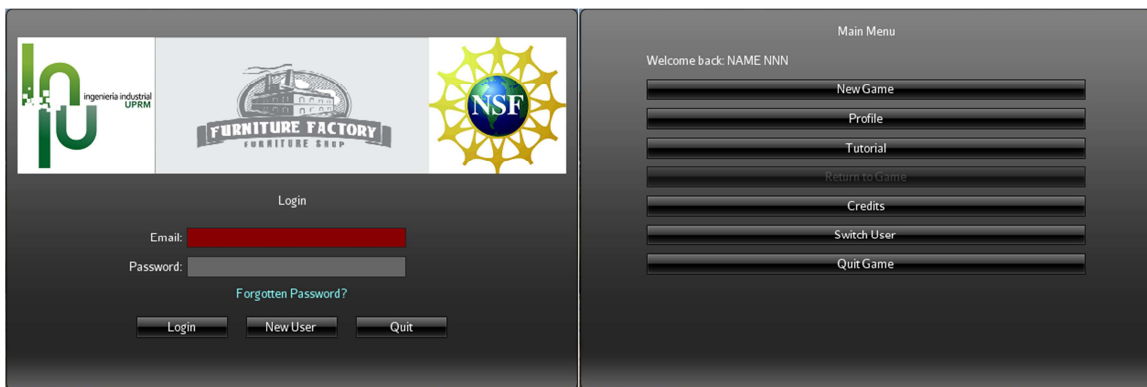 ingeniería industrial
UPRM
FURNITURE FACTORY
FURNITURE SHOP
NSF
Login
Email:
Password:
Forgotten Password?
Login
New User
Quit
Main Menu
Welcome back: NAME NNN
New Game
Profile
Tutorial
Return to Game
Credits
Switch User
Quit Game